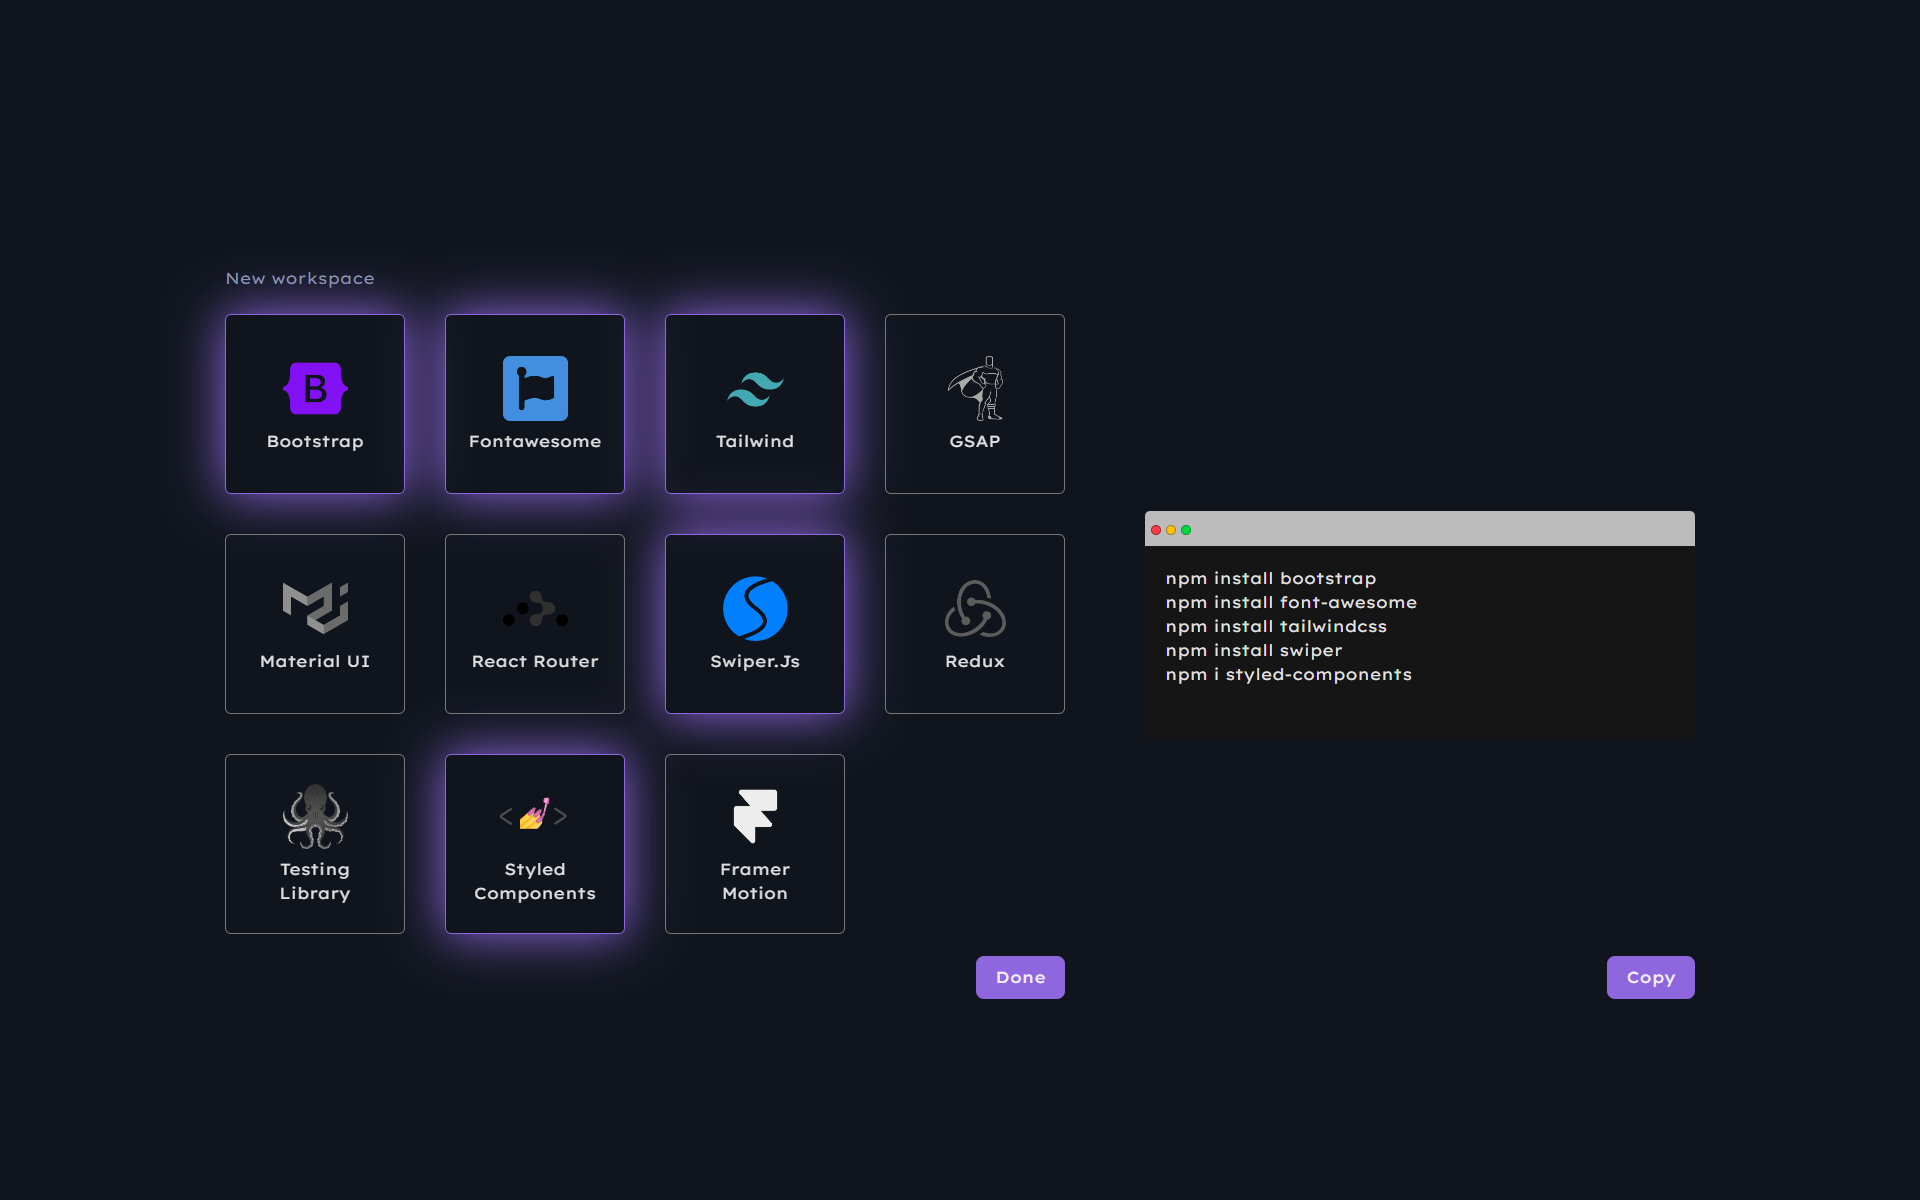 New workspace
B
Bootstrap
Fontawesome
Tailwind
GSAP
Material UI
React Router
Swiper.Js
Redux
Testing
Library
< >
Styled
Components
Framer
Motion
Done
npm install bootstrap
npm install font-awesome
npm install tailwindcss
npm install swiper
npm i styled-components
Copy